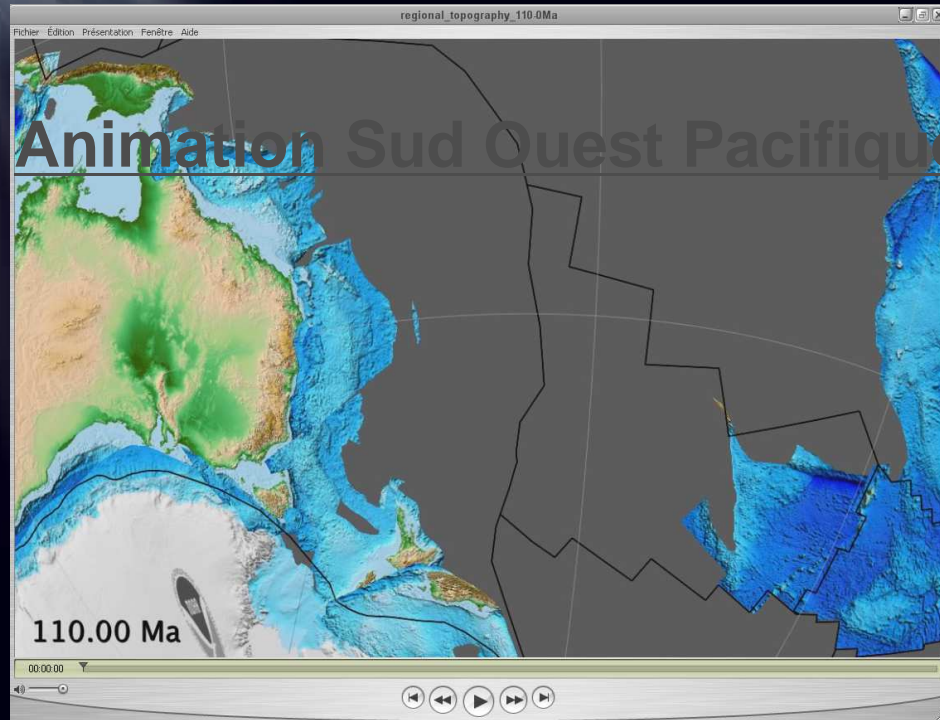 regional_topography_110-0Ma
Fichier Édition Présentation Fenêtre Aide
Animation Sud Ouest Pacifique
110.00 Ma
00:00:00